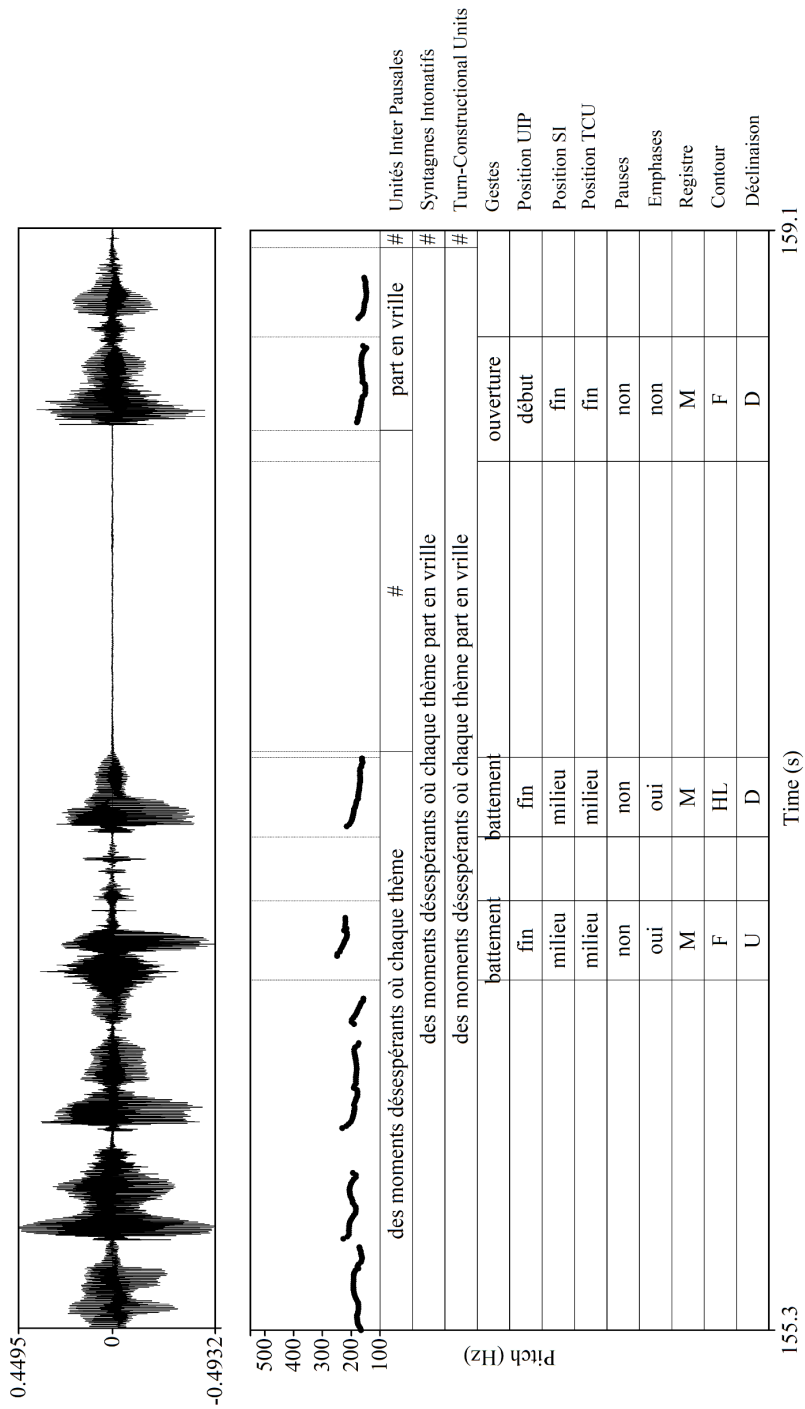 0.4495
0
-0.4932
500
400
300
200
100
Pitch (Hz)
des moments désespérants où chaque thème # part en vrille # Unités Inter Pausales
des moments désespérants où chaque thème part en vrille # Syntagmes Intonatifs
des moments désespérants où chaque thème part en vrille # Turn-Constructional Units
battement battement ouverture Gestes
fin fin début Position UIP
milieu milieu fin Position SI
milieu milieu fin Position TCU
non non non Pauses
oui oui non Emphases
M M M Registre
F HL F Contour
U D D Déclinaison
155.3 159.1
Time (s)